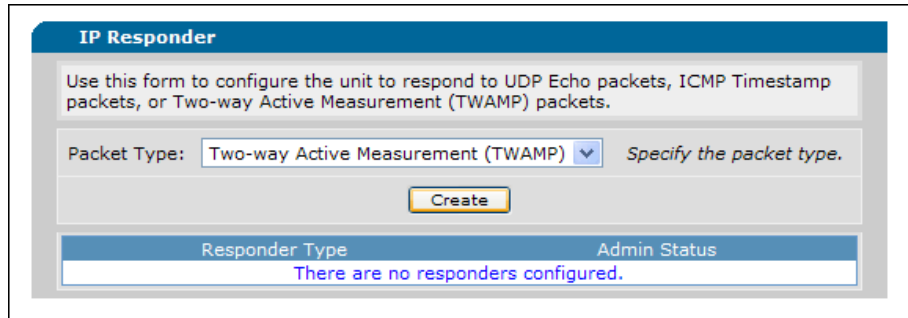 IP Responder
Use this form to configure the unit to respond to UDP Echo packets, ICMP Timestamp
packets, or Two-way Active Measurement (TWAMP) packets.
Packet Type: Two-way Active Measurement (TWAMP) Specify the packet type.
Create
Responder Type Admin Status
There are no responders configured.